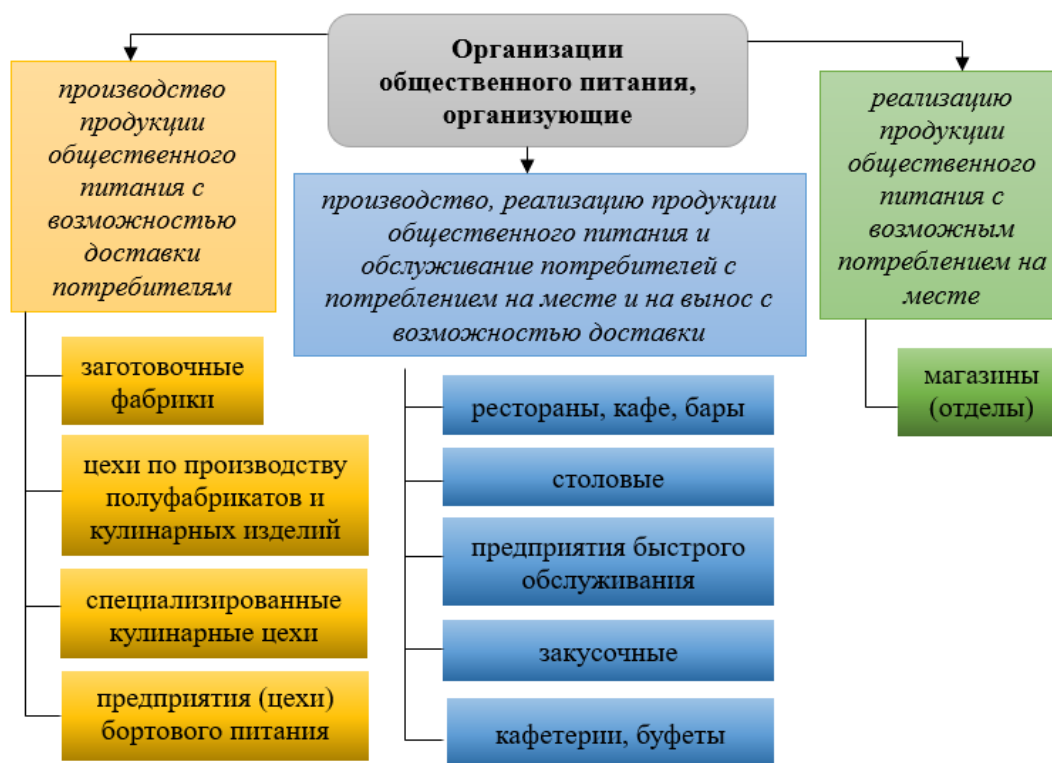 Организации
общественного питания,
организующие
производство
продукции
общественного
питания с
возможностью
доставки
потребителям
заготовочные
фабрики
цехи по производству
полуфабрикатов и
кулинарных изделий
специализированные
кулинарные цехи
предприятия (цехи)
бортового питания
производство, реализацию продукции
общественного питания и
обслуживание потребителей с
потреблением на месте и на вынос с
возможностью доставки
рестораны, кафе, бары
столовые
предприятия быстрого
обслуживания
закусочные
кафетерии, буфеты
реализацию
продукции
общественного
питания с
возможным
потреблением на
месте
магазины
(отделы)